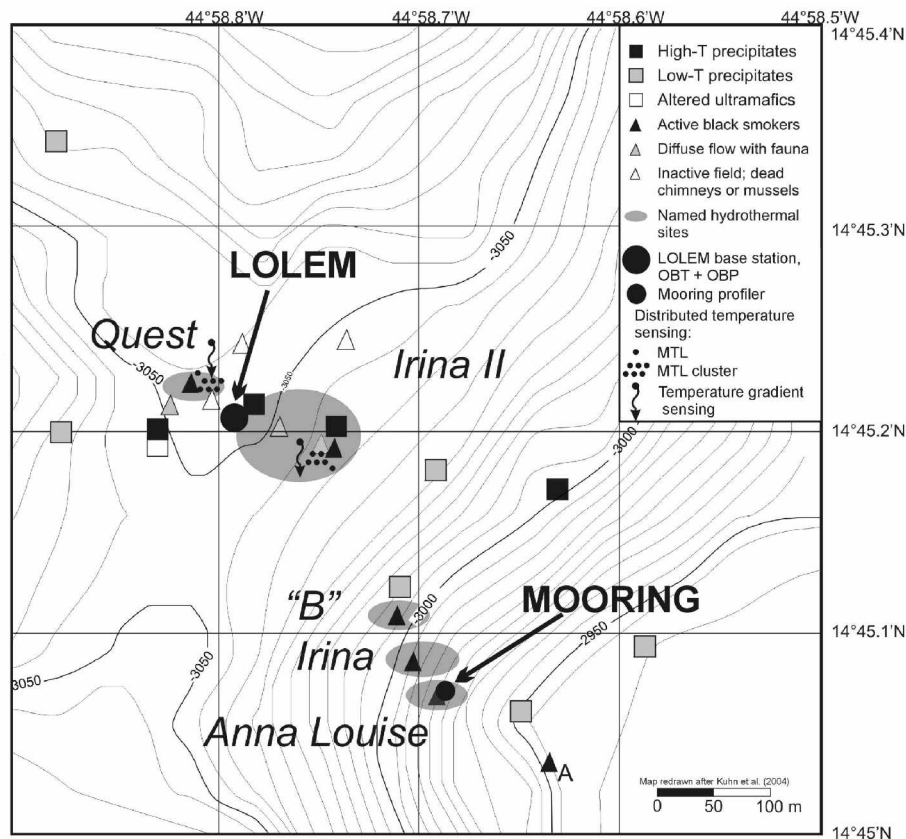 44°58.8'W
44°58.7'W
44°58.6'W
44°58.5'W
14°45.4'N
High-T precipitates
Low-T precipitates
Altered ultramafics
Active black smokers
Diffuse flow with fauna
Inactive field; dead
chimneys or mussels
Named hydrothermal
sites
LOLEM base station,
OBT + OBP
Mooring profiler
Distributed temperature
sensing:
MTL
MTL cluster
Temperature gradient
sensing
14°45.3'N
-3050
LOLEM
Quest
-3050
-3050
Irina II
14°45.2'N
-3000
"B"
-3000
MOORING
-2950
14°45.1'N
Irina
-3050
3050
Anna Louise
A
Map redrawn after Kuhn et al. (2004)
0 50 100 m
14°45'N